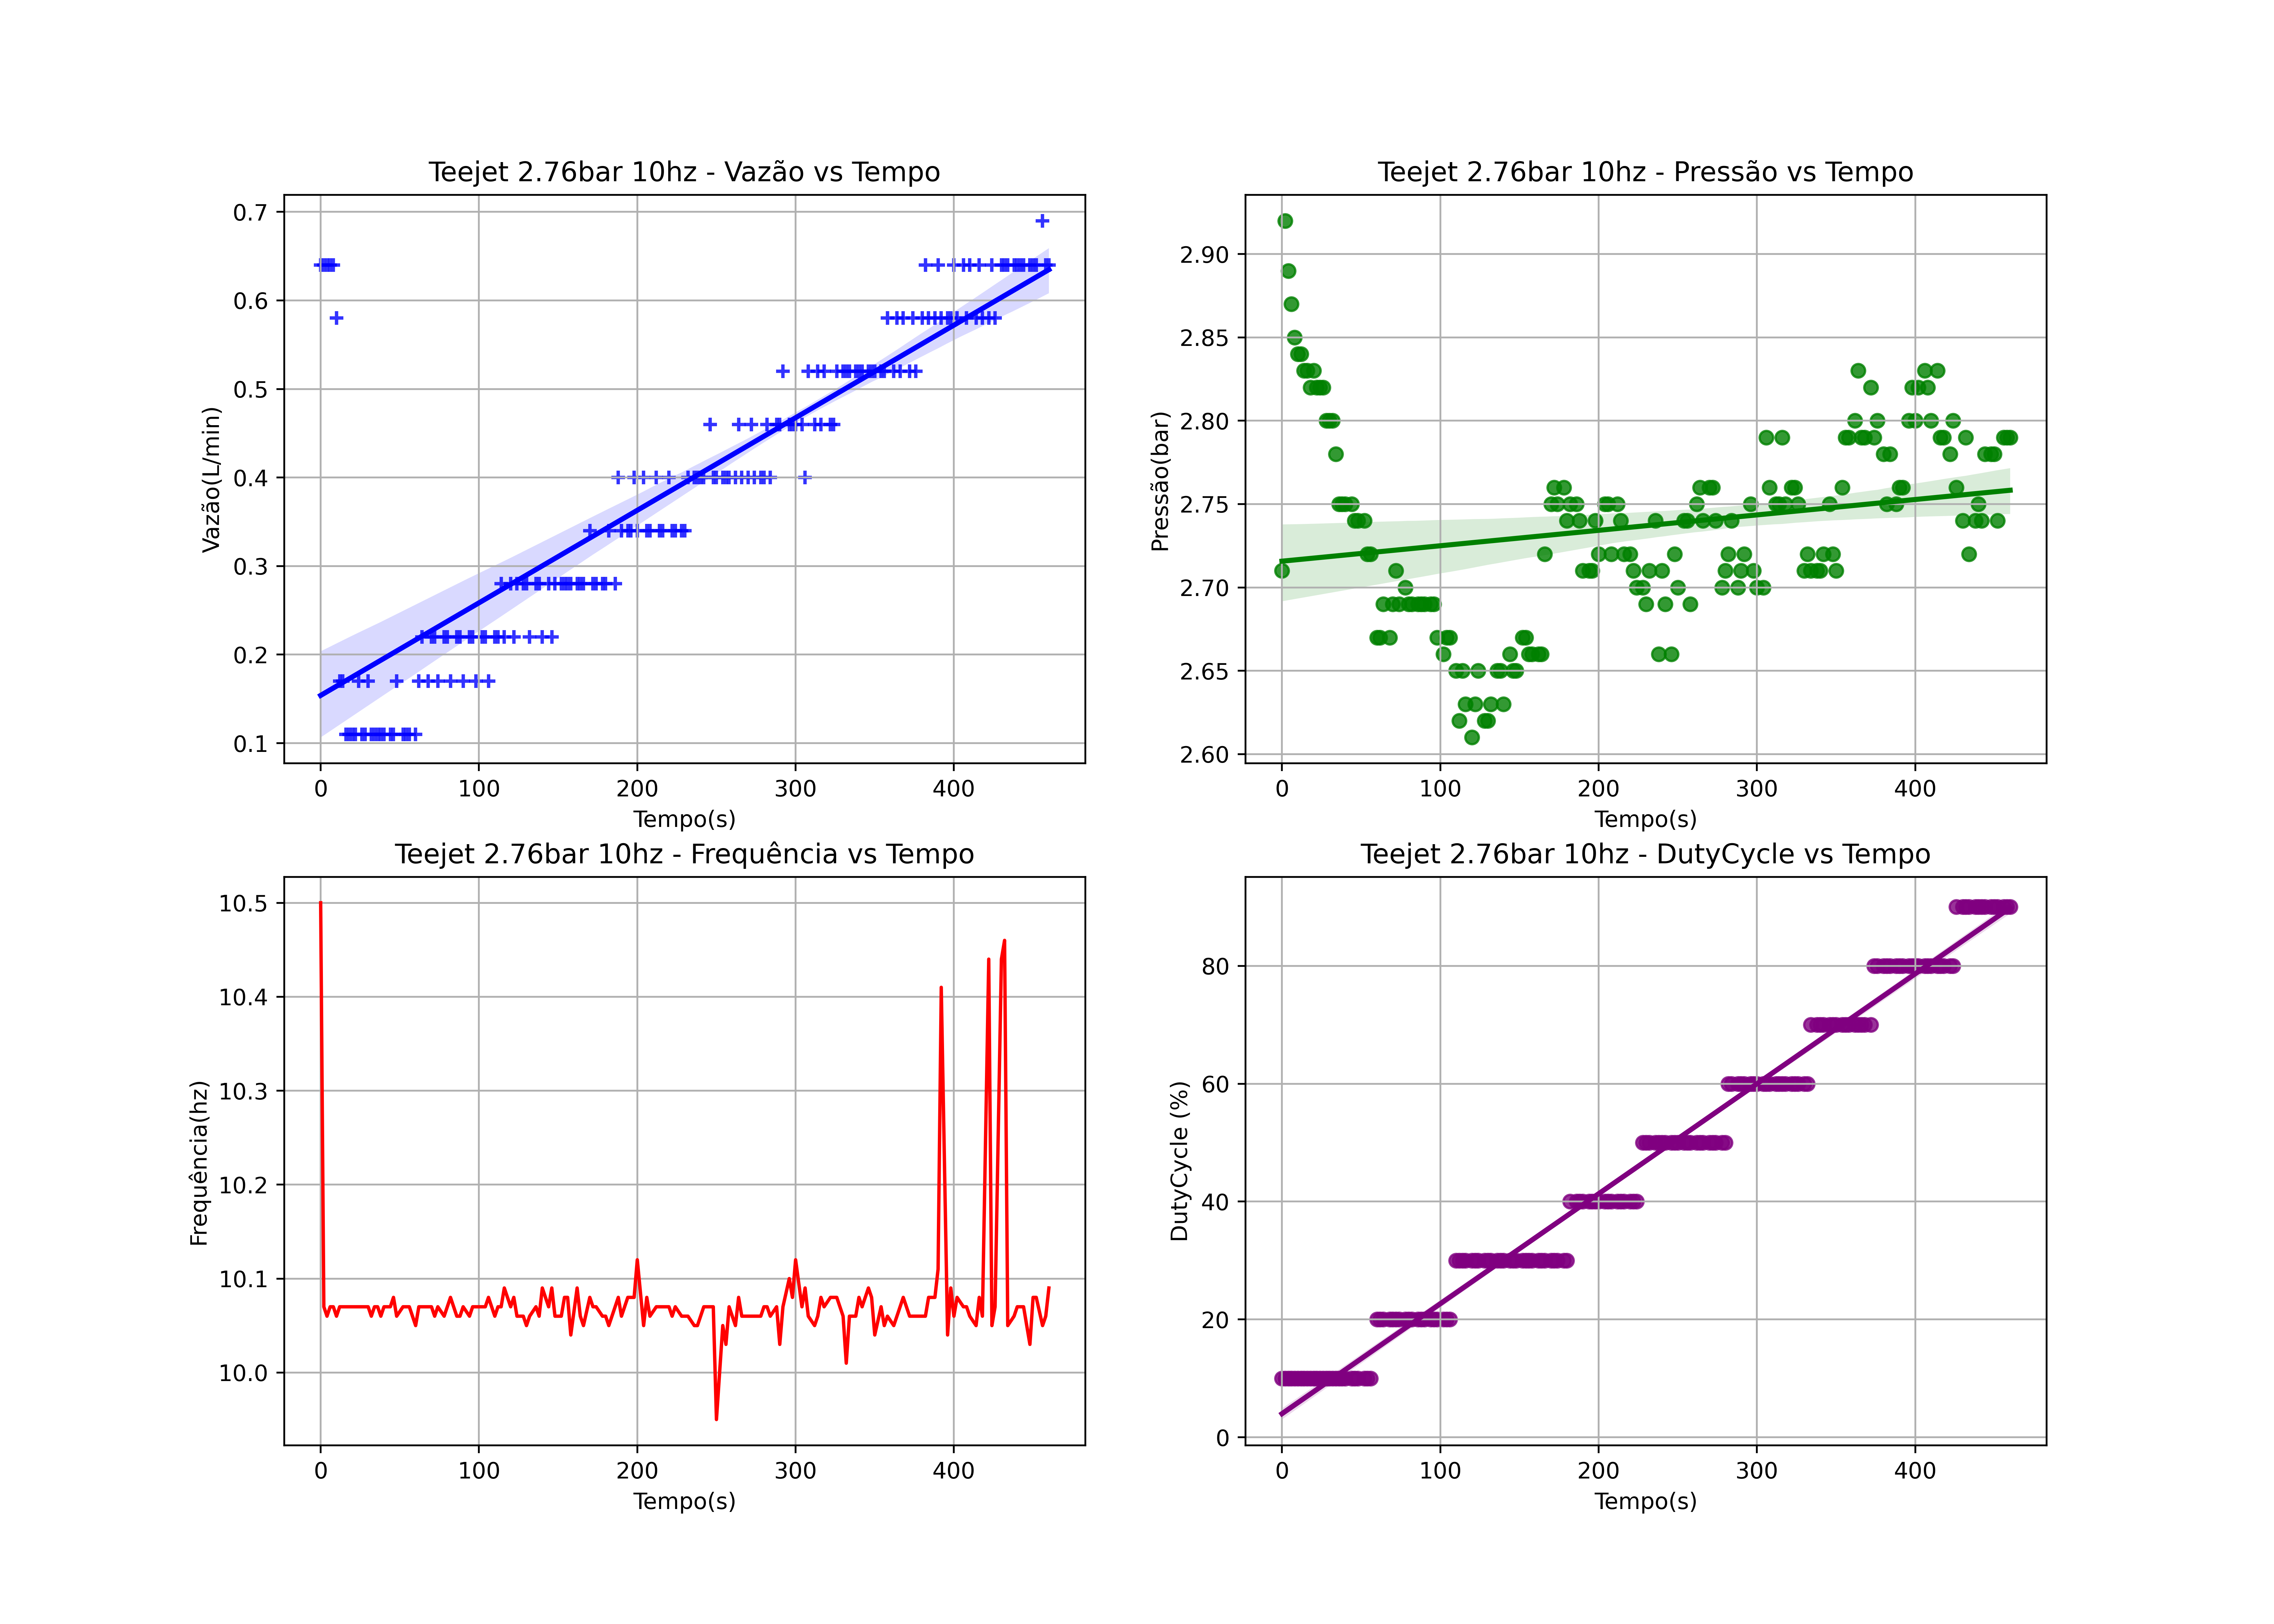 Teejet 2.76bar 10hz - Vazão vs Tempo
Vazão(L/min)
0.7
0.6
0.5
0.4
0.3
0.2
0.1
0 100 200 300 400
Tempo(s)
Teejet 2.76bar 10hz - Pressão vs Tempo
Pressão(bar)
2.90
2.85
2.80
2.75
2.70
2.65
2.60
0 100 200 300 400
Tempo(s)
Teejet 2.76bar 10hz - Frequência vs Tempo
Frequência(hz)
10.5
10.4
10.3
10.2
10.1
10.0
0 100 200 300 400
Tempo(s)
Teejet 2.76bar 10hz - DutyCycle vs Tempo
DutyCycle (%)
80
60
40
20
0
0 100 200 300 400
Tempo(s)